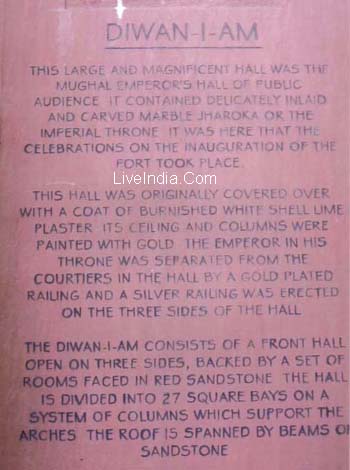 DIWAN-I-AM
THIS LARGE AND MAGNIFICENT HALL WAS THE
MUGHAL EMPEROR'S HALL OF PUBLIC
AUDIENCE IT CONTAINED DELICATELY INLAID
AND CARVED MARBLE JHAROKA OR THE
IMPERIAL THRONE IT WAS HERE THAT THE
CELEBRATIONS ON THE INAUGURATION OF THE
FORT TOOK PLACE.
LiveIndia.Com
THIS HALL WAS ORIGINALLY COVERED OVER
WITH A COAT OF BURNISHED WHITE SHELL LIME
PLASTER ITS CEILING AND COLUMNS WERE
PAINTED WITH GOLD THE EMPEROR IN HIS
THRONE WAS SEPARATED FROM THE
COURTIERS IN THE HALL BY A GOLD PLATED
RAILING AND A SILVER RAILING WAS ERECTED
ON THE THREE SIDES OF THE HALL
THE DIWAN-I-AM CONSISTS OF A FRONT HALL
OPEN ON THREE SIDES, BACKED BY A SET OF
ROOMS FACED IN RED SANDSTONE THE HALL
IS DIVIDED INTO 27 SQUARE BAYS ON A
SYSTEM OF COLUMNS WHICH SUPPORT THE
ARCHES THE ROOF IS SPANNED BY BEAMS OF
SANDSTONE